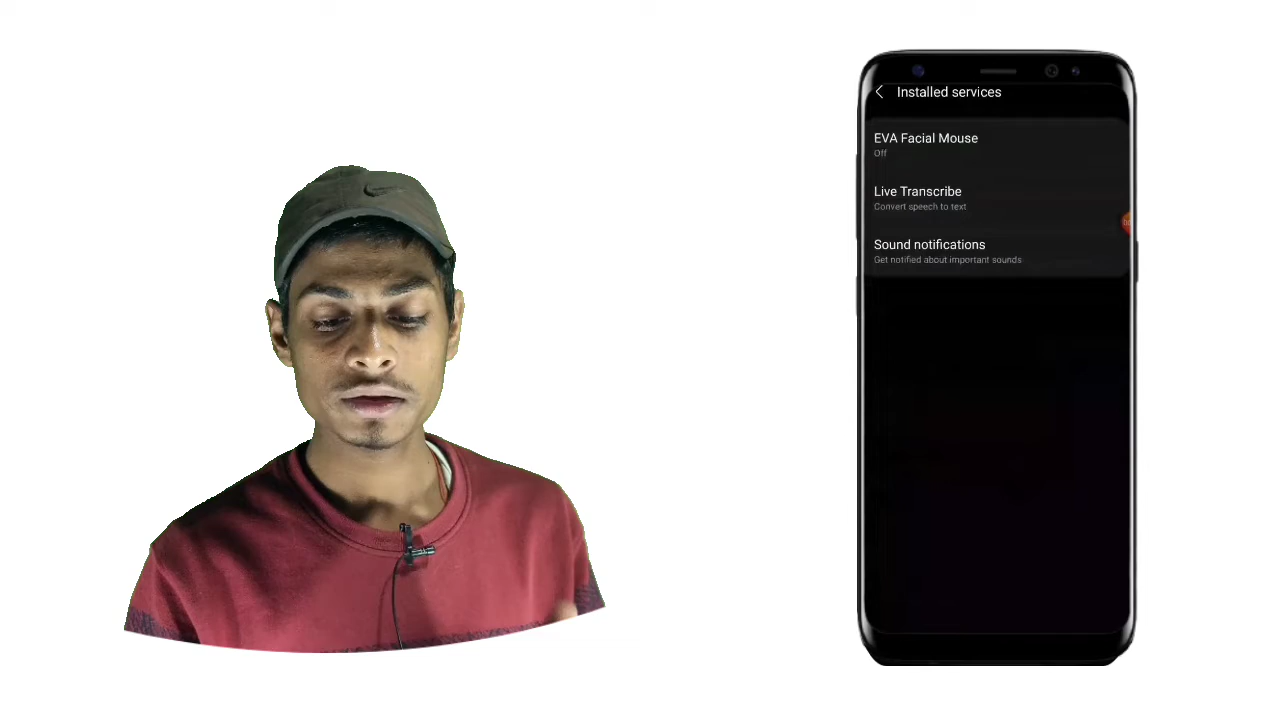 Installed services
EVA Facial Mouse
Off
Live Transcribe
Convert speech to text
Sound notifications
Get notified about important sounds